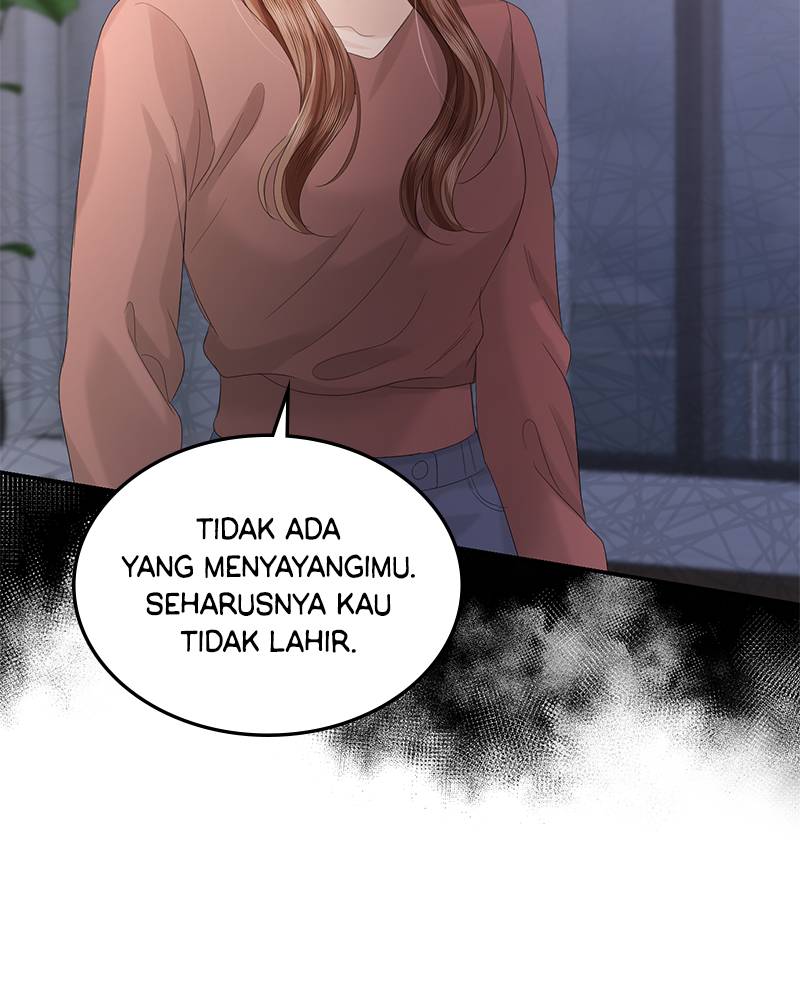 TIDAK ADA
YANG MENYAYANGIMU.
SEHARUSNYA KAU
TIDAK LAHIR.